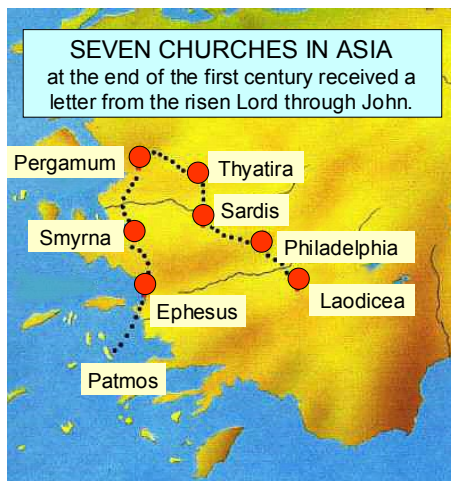 SEVEN CHURCHES IN ASIA
at the end of the first century received a
letter from the risen Lord through John.
Pergamum
Thyatira
Sardis
Smyrna
Philadelphia
Laodicea
Ephesus
Patmos